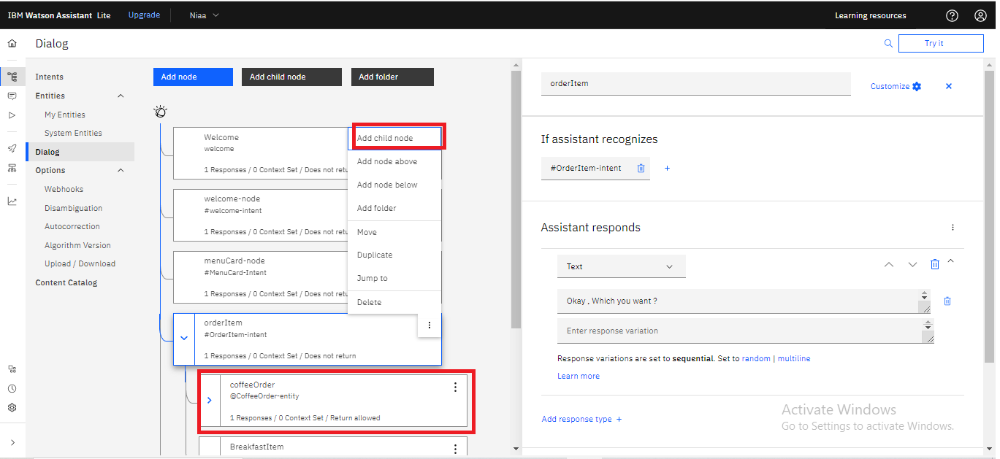 IBM Watson Assistant Lite
Upgrade
Niaa
Learning resources
Dialog
Try it
Intents
Entities
My Entities
System Entities
Dialog
Options
Webhooks
Disambiguation
Autocorrection
Algorithm Version
Upload / Download
Content Catalog
Add node
Add child node
Add folder
Welcome
welcome
1 Responses / 0 Context Set / Does not retu
welcome-node
#welcome-intent
1 Responses / 0 Context Set / Does not retu
menuCard-node
#MenuCard-Intent
1 Responses / 0 Context Set / Does not retu
orderItem
#OrderItem-intent
1 Responses / 0 Context Set / Does not return
coffeeOrder
@CoffeeOrder-entity
1 Responses / 0 Context Set / Return allowed
BreakfastItem
Add child node
Add node above
Add node below
Add folder
Move
Duplicate
Jump to
Delete
orderItem
Customize
If assistant recognizes
#OrderItem-intent
Assistant responds
Text
Okay , Which you want ?
Enter response variation
Response variations are set to sequential. Set to random | multiline
Learn more
Add response type +
Activate Windows
Go to Settings to activate Windows.